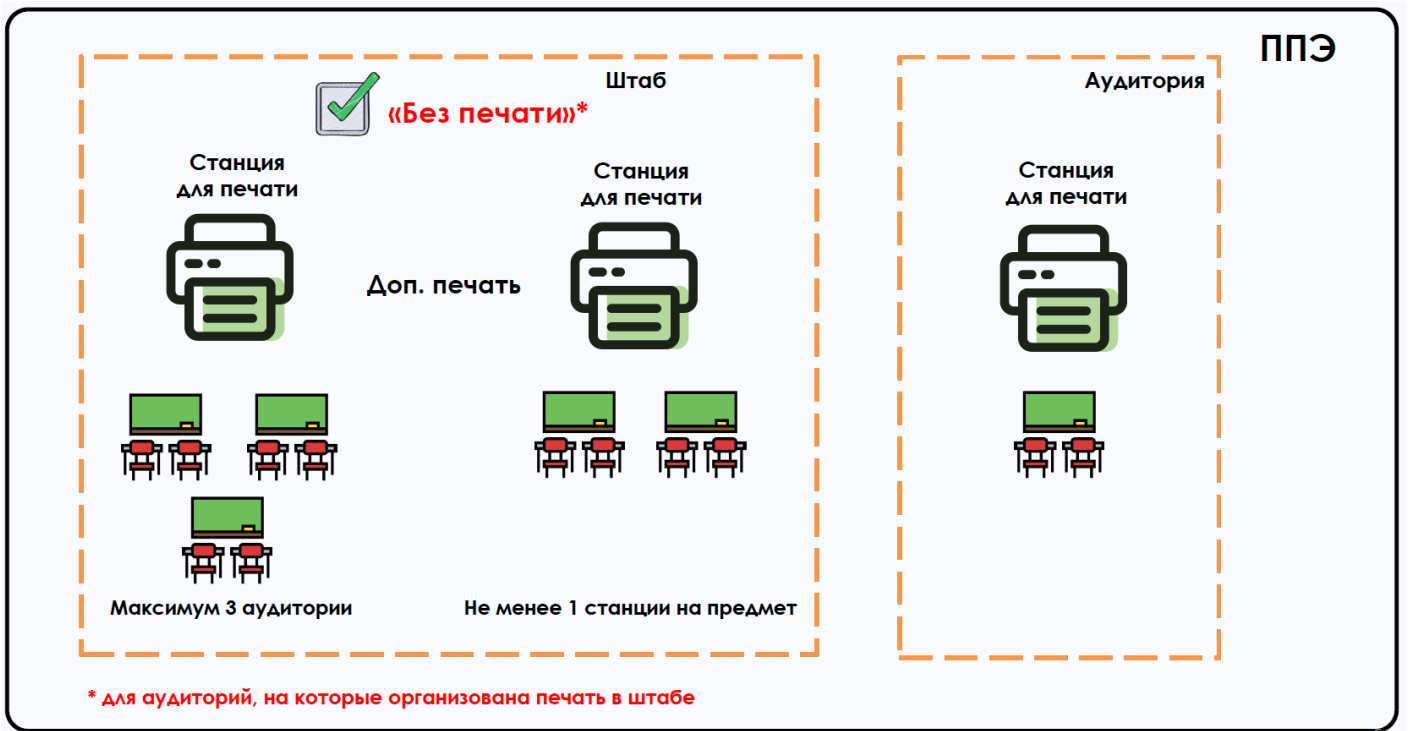 ППЭ
Штаб
Аудитория
«Без печати»*
Станция
для печати
Станция
для печати
Станция
для печати
Доп. печать
Максимум 3 аудитории
Не менее 1 станции на предмет
* для аудиторий, на которые организована печать в штабе